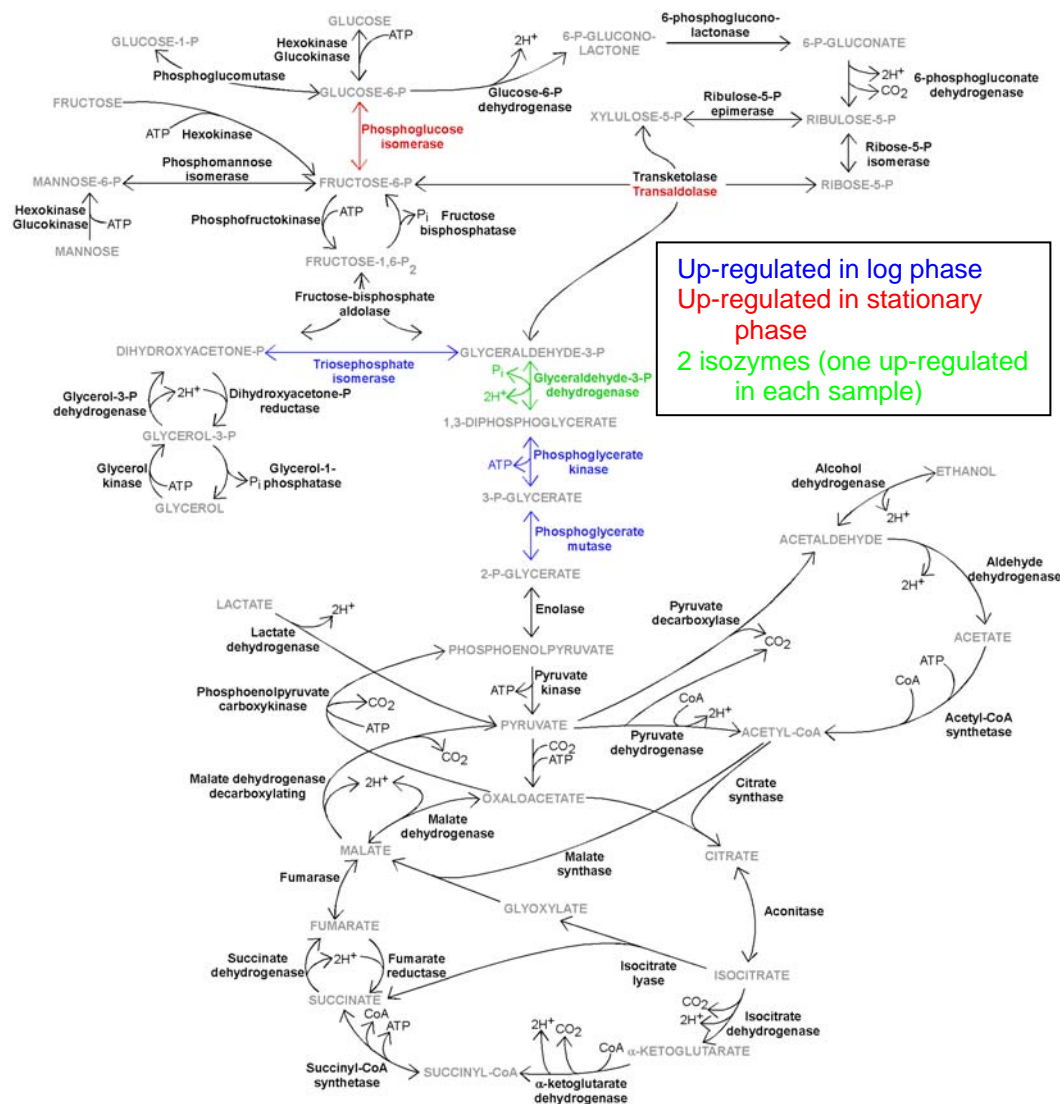 GLUCOSE
GLUCOSE-1-P
Hexokinase
Glucokinase
ATP
Phosphoglucomutase
GLUCOSE-6-P
2H+
Glucose-6-P
dehydrogenase
6-P-GLUCONO-
LACTONE
6-phosphoglucono-
lactonase
6-P-GLUCONATE
2H+
CO2
6-phosphogluconate
dehydrogenase
FRUCTOSE
ATP
Hexokinase
Phosphoglucose
isomerase
XYLULOSE-5-P
Ribulose-5-P
epimerase
RIBULOSE-5-P
Ribose-5-P
isomerase
Phosphomannose
isomerase
MANNOSE-6-P
FRUCTOSE-6-P
Transketolase
Transaldolase
RIBOSE-5-P
Hexokinase
Glucokinase
ATP
MANNOSE
Phosphofructokinase
ATP
Pi
Fructose
bisphosphatase
FRUCTOSE-1,6-P2
Fructose-bisphosphate
aldolase
Up-regulated in log phase
Up-regulated in stationary
phase
2 isozymes (one up-regulated
in each sample)
DIHYDROXYACETONE-P
Triosephosphate
isomerase
GLYCERALDEHYDE-3-P
Pi
2H+
Glyceraldehyde-3-P
dehydrogenase
Glycerol-3-P
dehydrogenase
2H+
Dihydroxyacetone-P
reductase
1,3-DIPHOSPHOGLYCERATE
GLYCEROL-3-P
ATP
Phosphoglycerate
kinase
Glycerol
kinase
ATP
Pi
Glycerol-1-
phosphatase
GLYCEROL
3-P-GLYCERATE
Phosphoglycerate
mutase
2-P-GLYCERATE
Alcohol
dehydrogenase
ETHANOL
2H+
ACETALDEHYDE
2H+
Aldehyde
dehydrogenase
LACTATE
2H+
Lactate
dehydrogenase
Enolase
Pyruvate
decarboxylase
CO2
ACETATE
PHOSPHOENOLPYRUVATE
ATP
Pyruvate
kinase
Phosphoenolpyruvate
carboxykinase
CO2
ATP
CoA
ATP
PYRUVATE
CoA
2H+
Pyruvate
dehydrogenase
ACETYL-CoA
Acetyl-CoA
synthetase
CO2
Malate dehydrogenase
decarboxylating
2H+
CO2
ATP
OXALOACETATE
Citrate
synthase
Malate
dehydrogenase
MALATE
Malate
synthase
CITRATE
Fumarase
GLYOXYLATE
Aconitase
FUMARATE
Succinate
dehydrogenase
2H+
Fumarate
reductase
Isocitrate
lyase
ISOCITRATE
SUCCINATE
CO2
2H+
Isocitrate
dehydrogenase
CoA
ATP
2H+
CO2
CoA
α-KETOGLUTARATE
Succinyl-CoA
synthetase
SUCCINYL-CoA
α-ketoglutarate
dehydrogenase